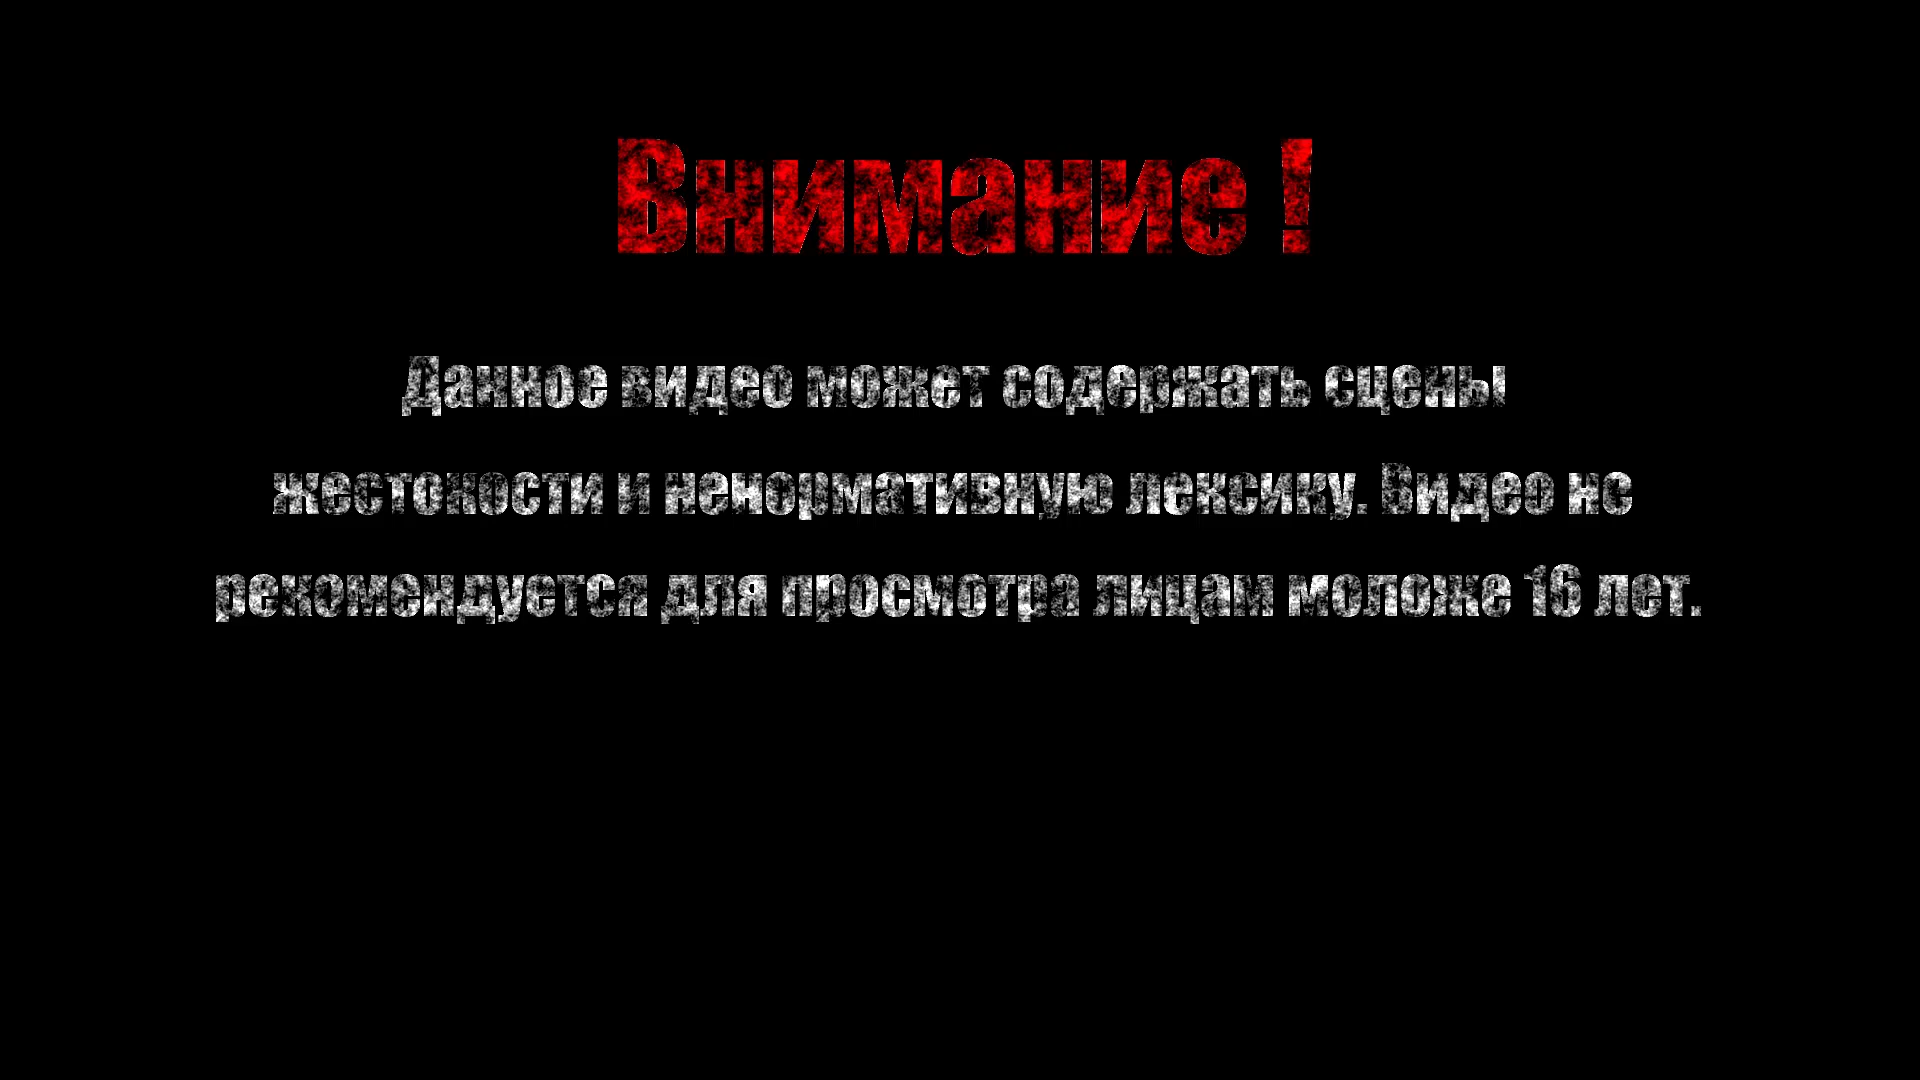 Внимание !
Данное видео может содержать сцены
жестокости и ненормативную лексику. Видео не
рекомендуется для просмотра лицам моложе 16 лет.